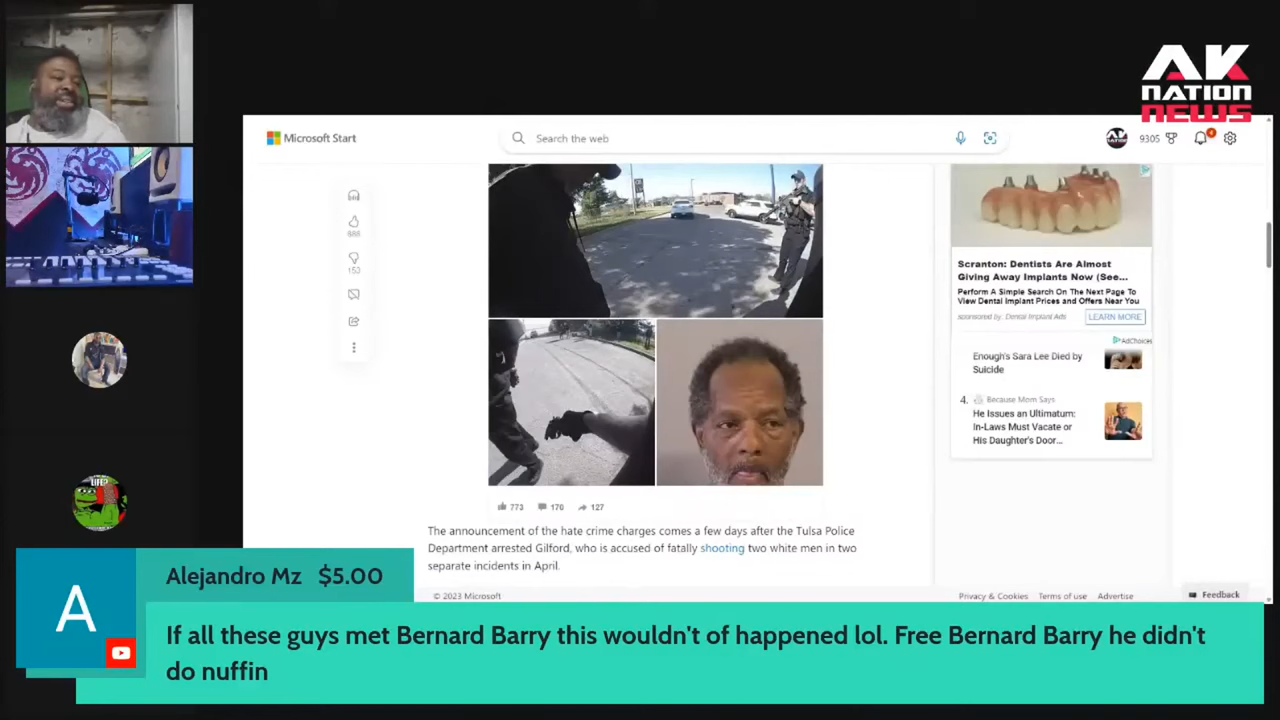 AK
NATION
NEWS
Microsoft Start
Search the web
9305
888
153
Scranton: Dentists Are Almost
Giving Away Implants Now (See...
Perform A Simple Search On The Next Page To
View Dental Implant Prices and Offers Near You
sponsored by: Dental Implant Ads
LEARN MORE
AdChoices
Enough's Sara Lee Died by
Suicide
4. Because Mom Says
He Issues an Ultimatum:
In-Laws Must Vacate or
His Daughter's Door...
773 170 127
The announcement of the hate crime charges comes a few days after the Tulsa Police
Department arrested Gilford, who is accused of fatally shooting two white men in two
separate incidents in April.
© 2023 Microsoft
Privacy & Cookies Terms of use Advertise
Feedback
LIFE?
A
Alejandro Mz $5.00
If all these guys met Bernard Barry this wouldn't of happened lol. Free Bernard Barry he didn't
do nuffin